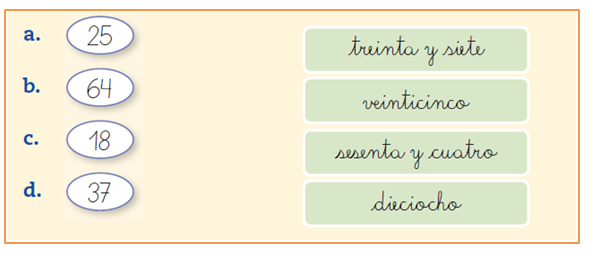 a. 25 treinta y siete
b. 64 veinticinco
c. 18 sesenta y cuatro
d. 37 dieciocho